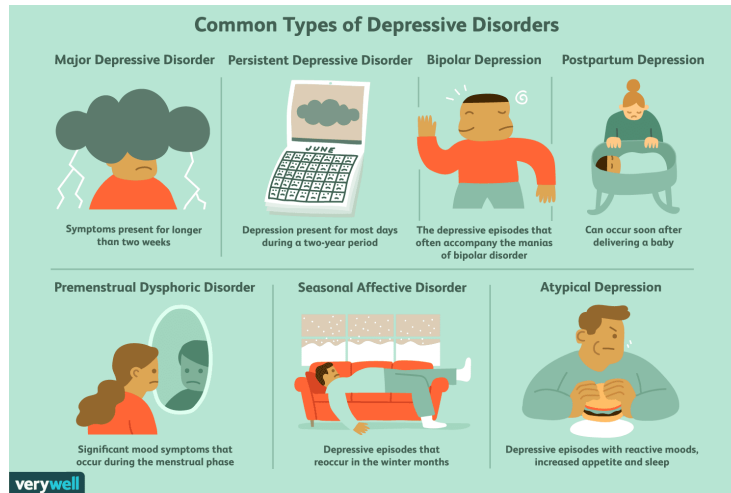 Common Types of Depressive Disorders
Major Depressive Disorder
Symptoms present for longer
than two weeks
Persistent Depressive Disorder
JUNE
Depression present for most days
during a two-year period
Bipolar Depression
The depressive episodes that
often accompany the manias
of bipolar disorder
Postpartum Depression
Can occur soon after
delivering a baby
Premenstrual Dysphoric Disorder
Significant mood symptoms that
occur during the menstrual phase
Seasonal Affective Disorder
Depressive episodes that
reoccur in the winter months
Atypical Depression
Depressive episodes with reactive moods,
increased appetite and sleep
verywell